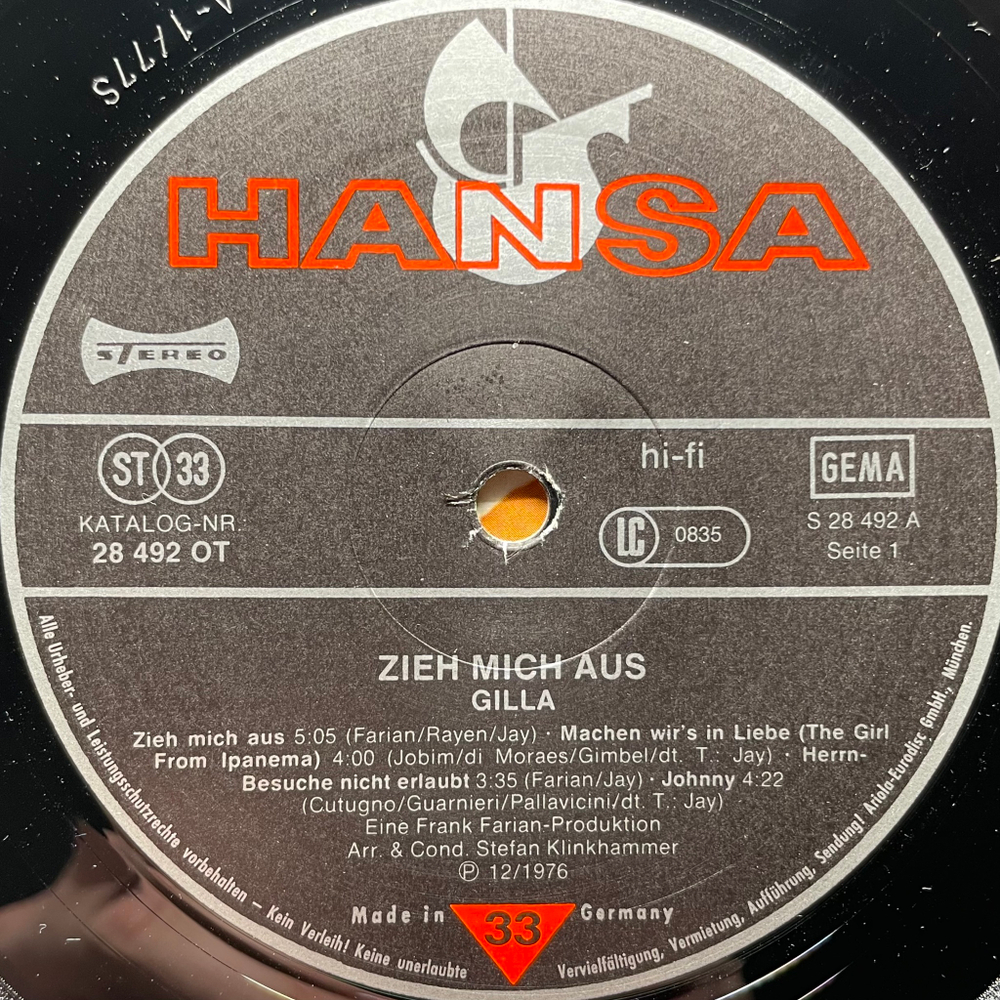 A-1/77S
HANSA
STEREO
ST 33
KATALOG-NR.:
28 492 OT
hi-fi
LC 0835
GEMA
S 28 492 A
Seite 1
ZIEH MICH AUS
GILLA
Zieh mich aus 5:05 (Farian/Rayen/Jay) · Machen wir's in Liebe (The Girl
From Ipanema) 4:00 (Jobim/di Moraes/Gimbel/dt. T.: Jay) · Herrn-
Besuche nicht erlaubt 3:35 (Farian/Jay) · Johnny 4:22
(Cutugno/Guarnieri/Pallavicini/dt. T.: Jay)
Eine Frank Farian-Produktion
Arr. & Cond. Stefan Klinkhammer
Ⓟ 12/1976
Made in 33 Germany
Alle Urheber- und Leistungsschutzrechte vorbehalten – Kein Verleih! Keine unerlaubte Vervielfältigung, Vermietung, Aufführung, Sendung! Ariola-Eurodisc GmbH., München.